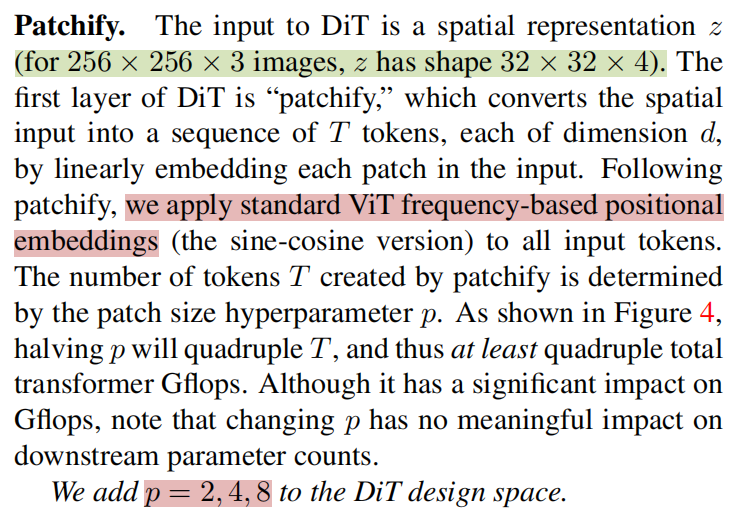 Patchify. The input to DiT is a spatial representation z
(for 256 × 256 × 3 images, z has shape 32 × 32 × 4). The
first layer of DiT is “patchify,” which converts the spatial
input into a sequence of T tokens, each of dimension d,
by linearly embedding each patch in the input. Following
patchify, we apply standard ViT frequency-based positional
embeddings (the sine-cosine version) to all input tokens.
The number of tokens T created by patchify is determined
by the patch size hyperparameter p. As shown in Figure 4,
halving p will quadruple T, and thus at least quadruple total
transformer Gflops. Although it has a significant impact on
Gflops, note that changing p has no meaningful impact on
downstream parameter counts.
We add p = 2, 4, 8 to the DiT design space.